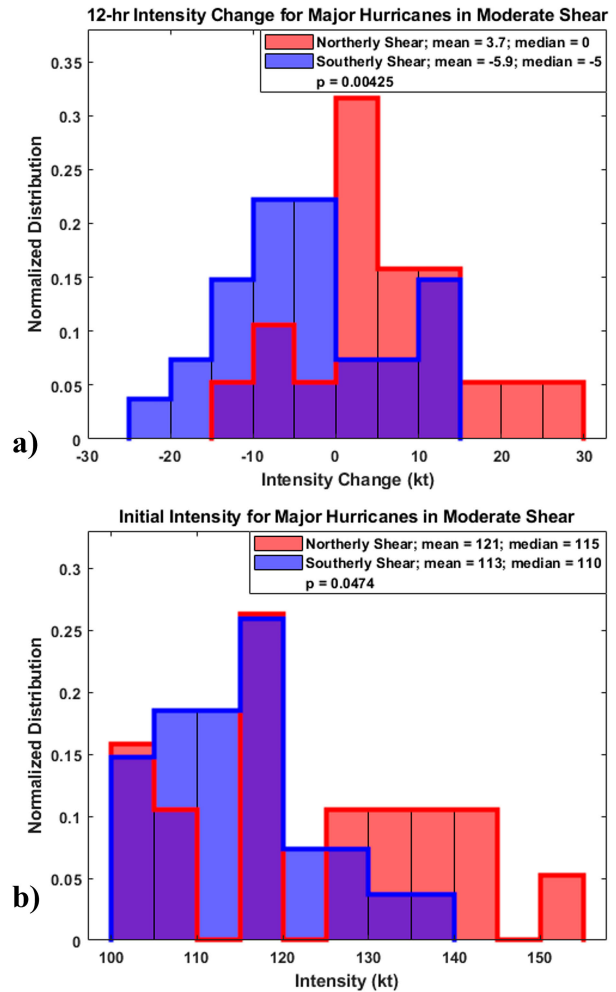 12-hr Intensity Change for Major Hurricanes in Moderate Shear
Northerly Shear; mean = 3.7; median = 0
Southerly Shear; mean = -5.9; median = -5
p = 0.00425
0.35
0.3
0.25
0.2
0.15
0.1
0.05
0
Normalized Distribution
-30
-20
-10
0
10
20
30
Intensity Change (kt)
a)
Initial Intensity for Major Hurricanes in Moderate Shear
Northerly Shear; mean = 121; median = 115
Southerly Shear; mean = 113; median = 110
p = 0.0474
0.3
0.25
0.2
0.15
0.1
0.05
0
Normalized Distribution
100
110
120
130
140
150
Intensity (kt)
b)